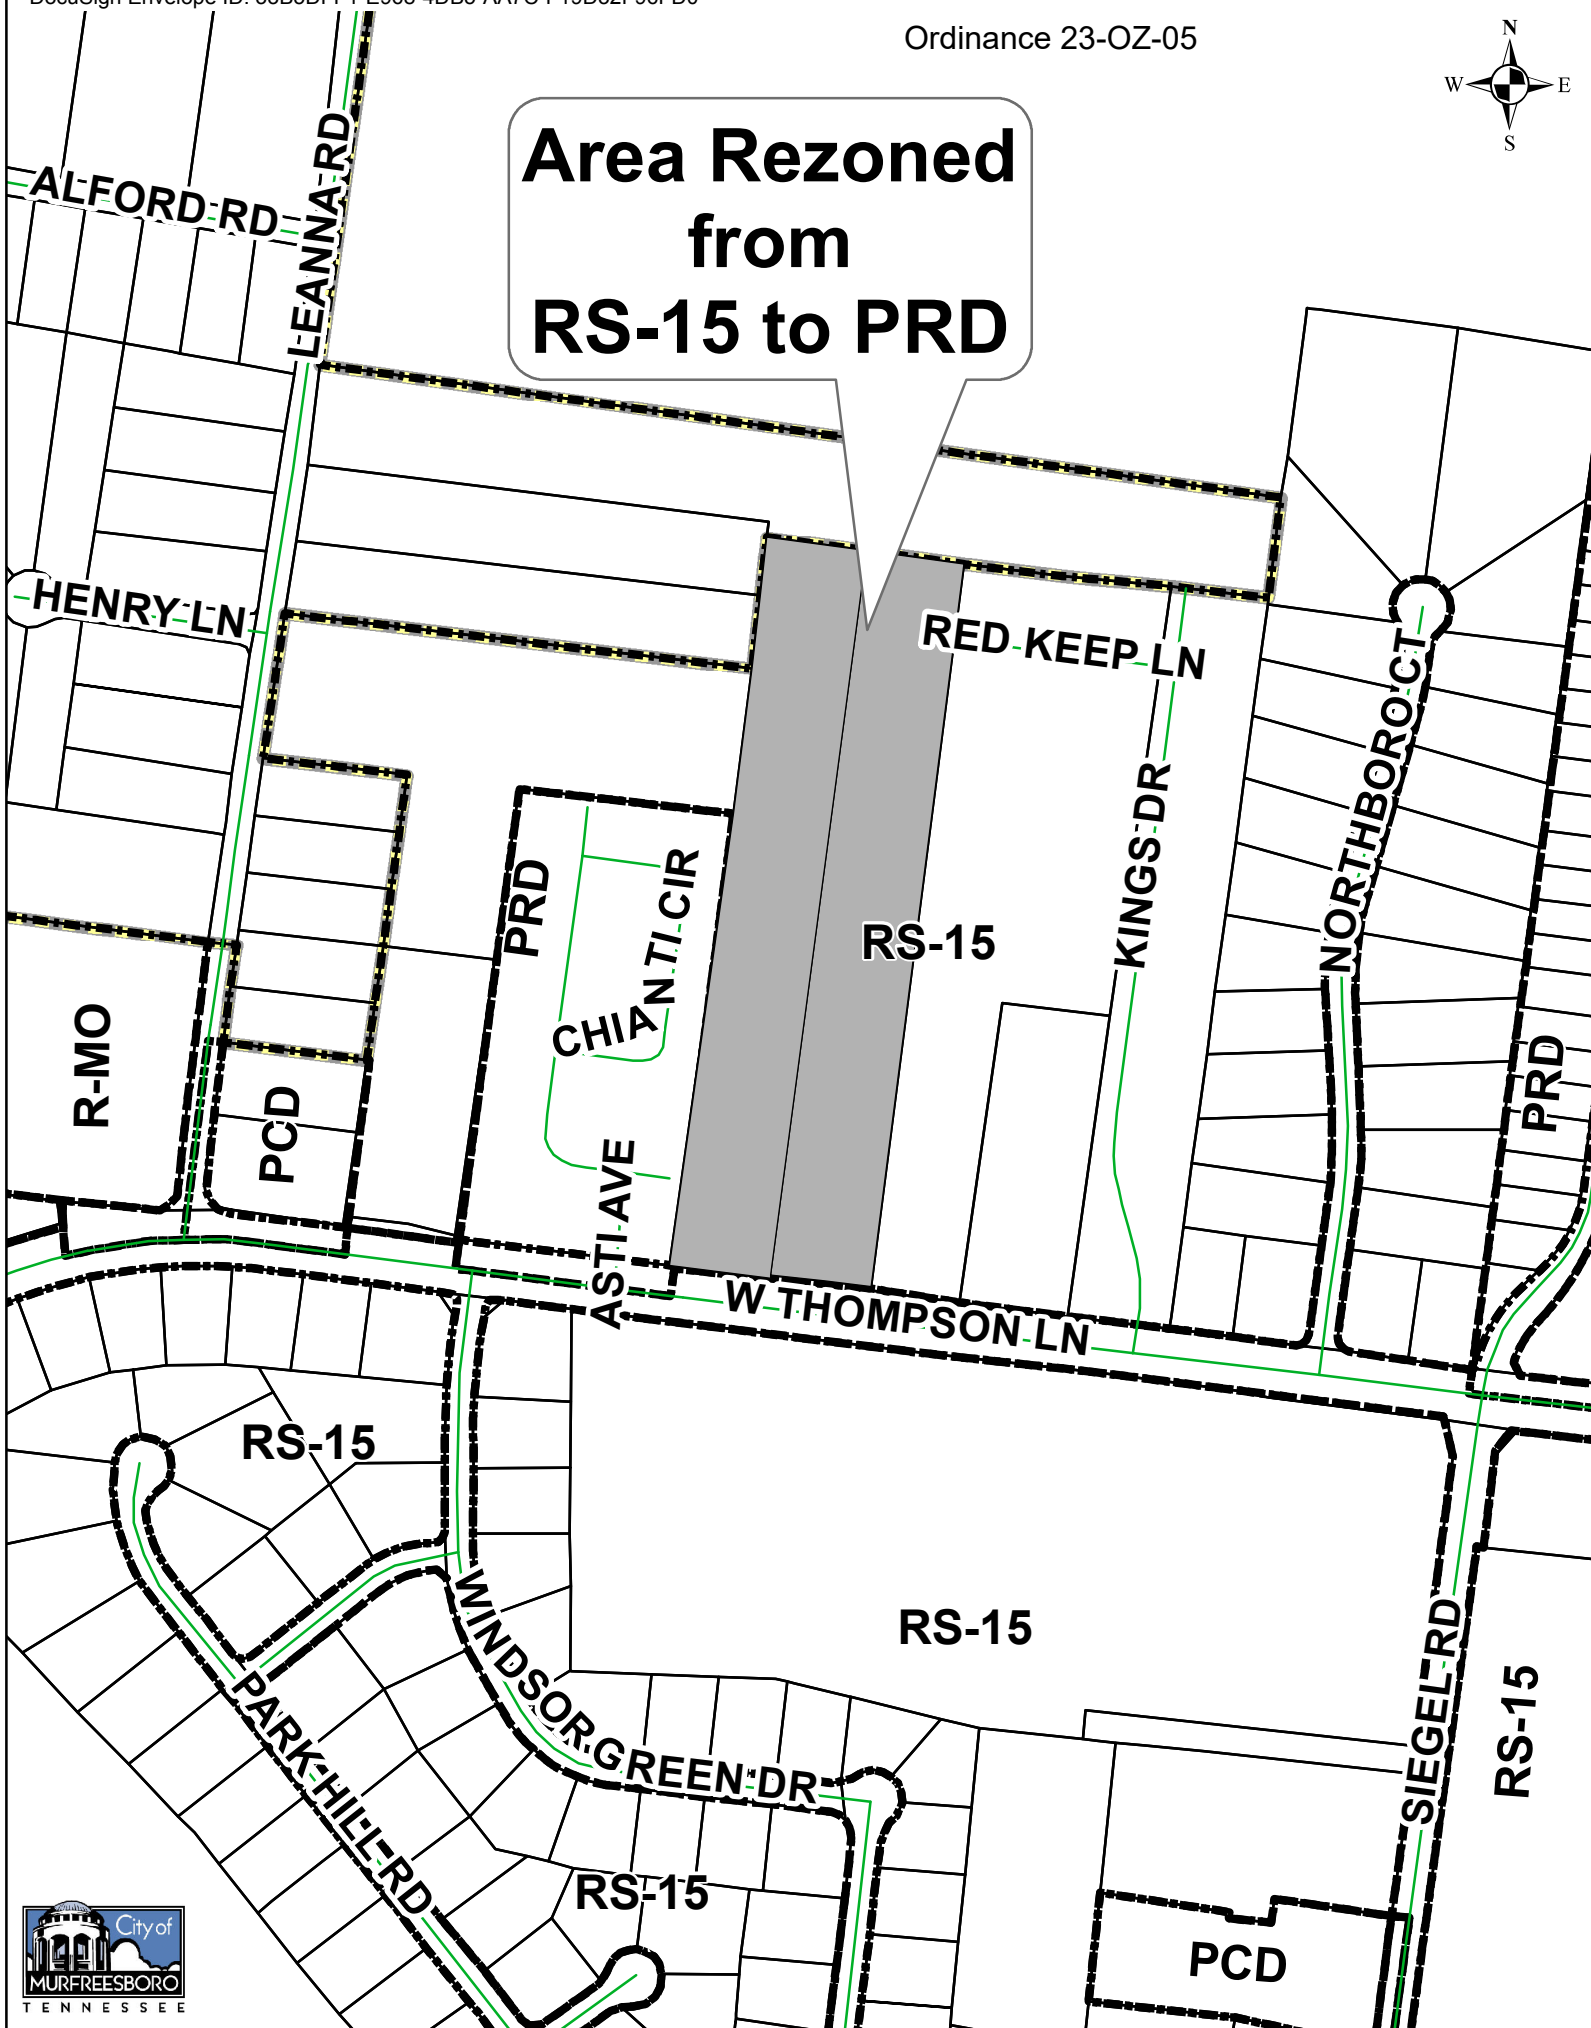 Ordinance 23-OZ-05
N
W
E
S
Area Rezoned
from
RS-15 to PRD
ALFORD RD
LEANNA RD
HENRY LN
RED KEEP LN
NORTHBORO CT
KINGS DR
PRD
CHIANTI CIR
RS-15
R-MO
PCD
PRD
ASTI AVE
W THOMPSON LN
RS-15
WINDSOR GREEN DR
RS-15
SIEGEL RD
RS-15
PARK HILL RD
RS-15
PCD
City of
MURFREESBORO
TENNESSEE